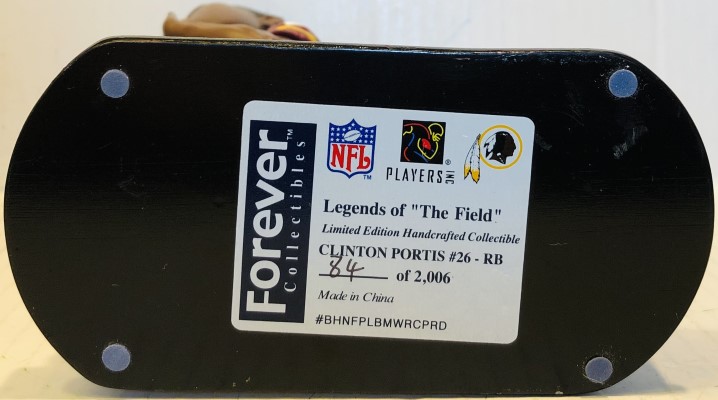 Forever™
Collectibles
NFL
™
PLAYERS INC
®
Legends of "The Field"
Limited Edition Handcrafted Collectible
CLINTON PORTIS #26 - RB
84 of 2,006
Made in China
#BHNFPLBMWRCPRD